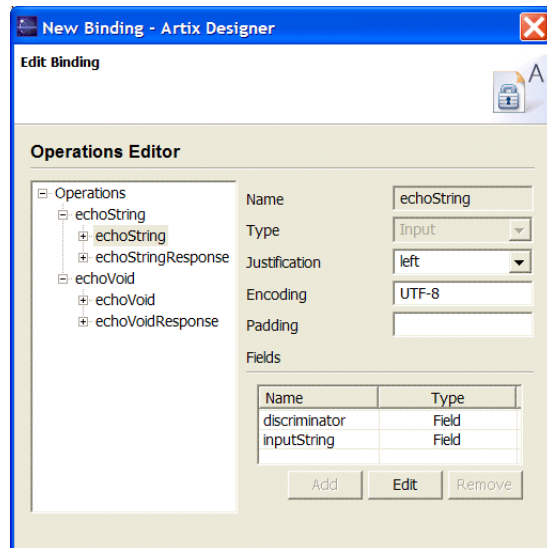 New Binding - Artix Designer
Edit Binding
A
Operations Editor
Operations
echoString
echoString
echoStringResponse
echoVoid
echoVoid
echoVoidResponse
Name echoString
Type Input
Justification left
Encoding UTF-8
Padding
Fields
Name Type
discriminator Field
inputString Field
Add Edit Remove